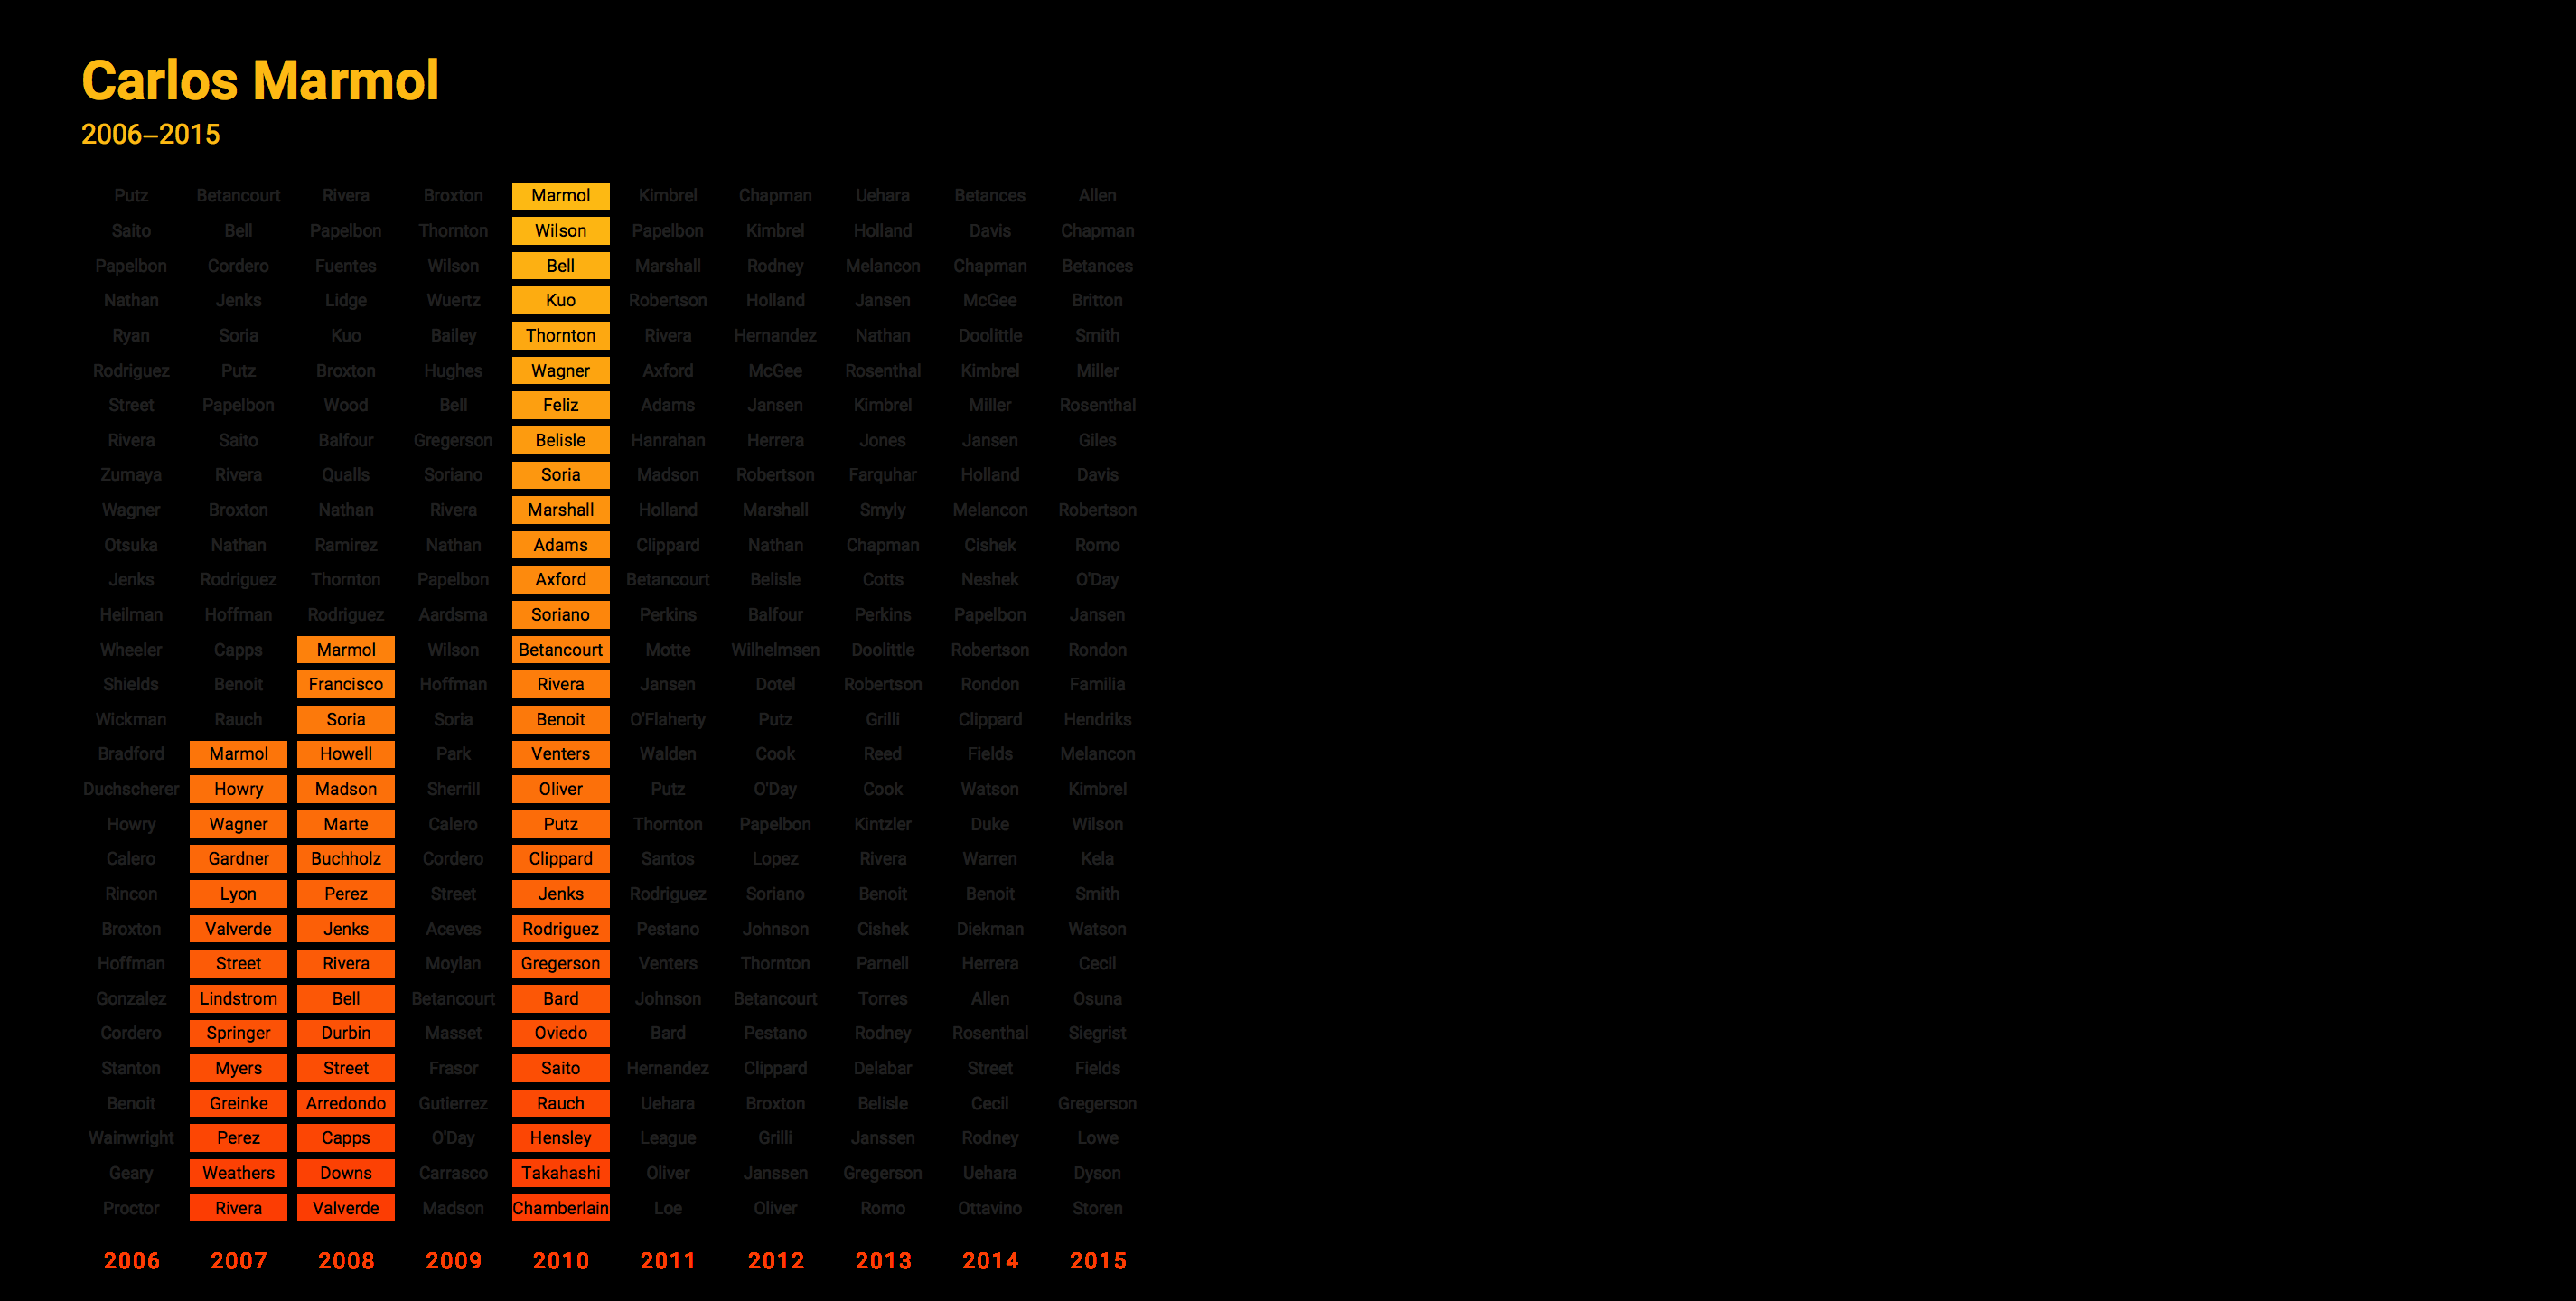 Carlos Marmol
2006–2015
Putz Betancourt Rivera Broxton Marmol Kimbrel Chapman Uehara Betances Allen
Saito Bell Papelbon Thornton Wilson Papelbon Kimbrel Holland Davis Chapman
Papelbon Cordero Fuentes Wilson Bell Marshall Rodney Melancon Chapman Betances
Nathan Jenks Lidge Wuertz Kuo Robertson Holland Jansen McGee Britton
Ryan Soria Kuo Bailey Thornton Rivera Hernandez Nathan Doolittle Smith
Rodriguez Putz Broxton Hughes Wagner Axford McGee Rosenthal Kimbrel Miller
Street Papelbon Wood Bell Feliz Adams Jansen Kimbrel Miller Rosenthal
Rivera Saito Balfour Gregerson Belisle Hanrahan Herrera Jones Jansen Giles
Zumaya Rivera Qualls Soriano Soria Madson Robertson Farquhar Holland Davis
Wagner Broxton Nathan Rivera Marshall Holland Marshall Smyly Melancon Robertson
Otsuka Nathan Ramirez Nathan Adams Clippard Nathan Chapman Cishek Romo
Jenks Rodriguez Thornton Papelbon Axford Betancourt Belisle Cotts Neshek O'Day
Heilman Hoffman Rodriguez Aardsma Soriano Perkins Balfour Perkins Papelbon Jansen
Wheeler Capps Marmol Wilson Betancourt Motte Wilhelmsen Doolittle Robertson Rondon
Shields Benoit Francisco Hoffman Rivera Jansen Dotel Robertson Rondon Familia
Wickman Rauch Soria Soria Benoit O'Flaherty Putz Grilli Clippard Hendriks
Bradford Marmol Howell Park Venters Walden Cook Reed Fields Melancon
Duchscherer Howry Madson Sherrill Oliver Putz O'Day Cook Watson Kimbrel
Howry Wagner Marte Calero Putz Thornton Papelbon Kintzler Duke Wilson
Calero Gardner Buchholz Cordero Clippard Santos Lopez Rivera Warren Kela
Rincon Lyon Perez Street Jenks Rodriguez Soriano Benoit Benoit Smith
Broxton Valverde Jenks Aceves Rodriguez Pestano Johnson Cishek Diekman Watson
Hoffman Street Rivera Moylan Gregerson Venters Thornton Parnell Herrera Cecil
Gonzalez Lindstrom Bell Betancourt Bard Johnson Betancourt Torres Allen Osuna
Cordero Springer Durbin Masset Oviedo Bard Pestano Rodney Rosenthal Siegrist
Stanton Myers Street Frasor Saito Hernandez Clippard Delabar Street Fields
Benoit Greinke Arredondo Gutierrez Rauch Uehara Broxton Belisle Cecil Gregerson
Wainwright Perez Capps O'Day Hensley League Grilli Janssen Rodney Lowe
Geary Weathers Downs Carrasco Takahashi Oliver Janssen Gregerson Uehara Dyson
Proctor Rivera Valverde Madson Chamberlain Loe Oliver Romo Ottavino Storen
2006 2007 2008 2009 2010 2011 2012 2013 2014 2015